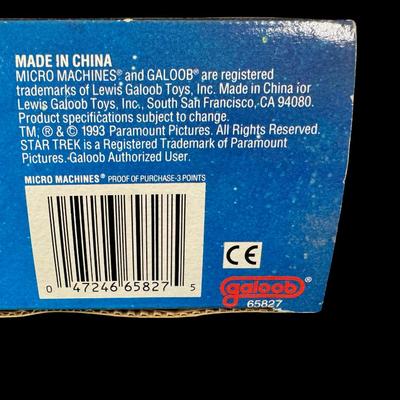 MADE IN CHINA
MICRO MACHINES® and GALOOB® are registered
trademarks of Lewis Galoob Toys, Inc. Made in China for
Lewis Galoob Toys, Inc., South San Francisco, CA 94080.
Product specifications subject to change.
TM, ® & © 1993 Paramount Pictures. All Rights Reserved.
STAR TREK is a Registered Trademark of Paramount
Pictures. Galoob Authorized User.
MICRO MACHINES® PROOF OF PURCHASE-3 POINTS
0 47246 65827 5
CE
galoob®
65827